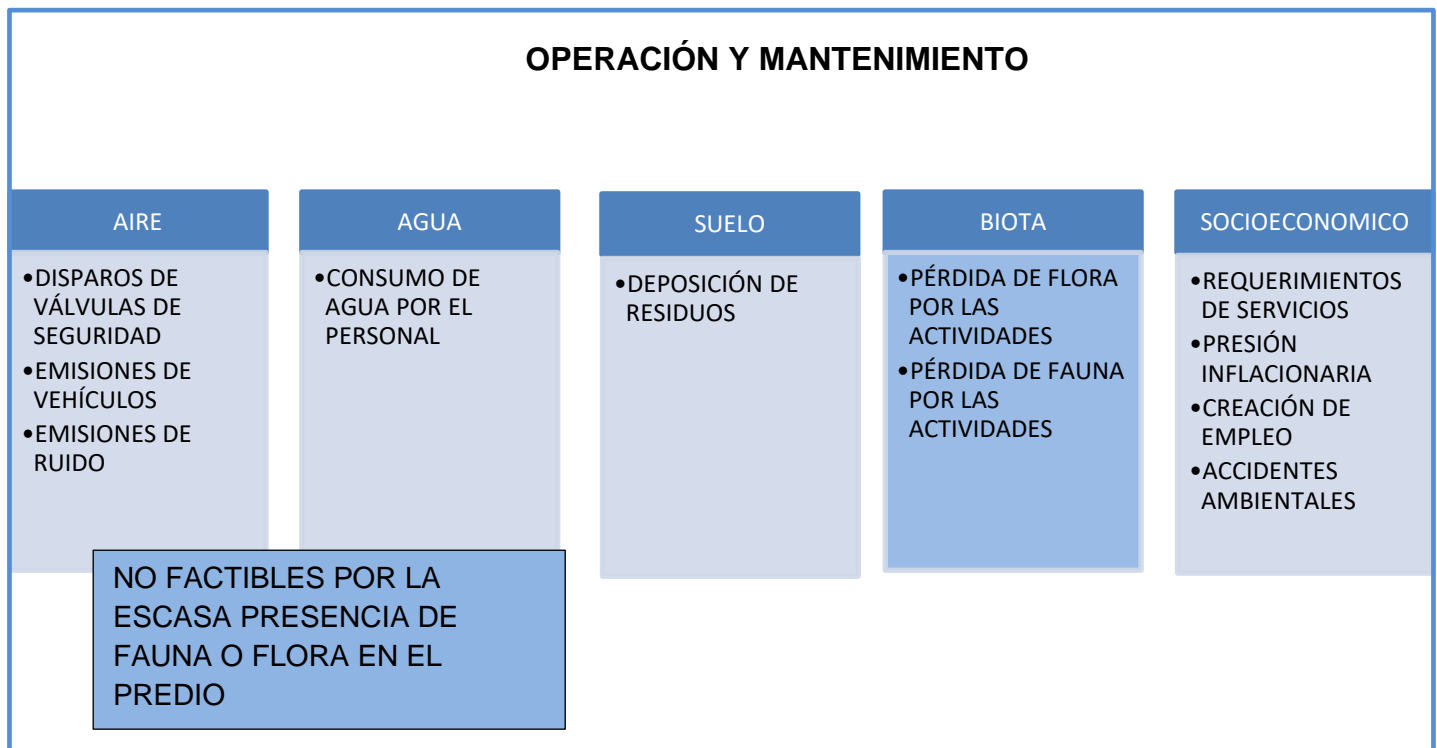 OPERACIÓN Y MANTENIMIENTO
AIRE
•DISPAROS DE
VÁLVULAS DE
SEGURIDAD
•EMISIONES DE
VEHÍCULOS
•EMISIONES DE
RUIDO
AGUA
•CONSUMO DE
AGUA POR EL
PERSONAL
SUELO
•DEPOSICIÓN DE
RESIDUOS
BIOTA
•PÉRDIDA DE FLORA
POR LAS
ACTIVIDADES
•PÉRDIDA DE FAUNA
POR LAS
ACTIVIDADES
SOCIOECONOMICO
•REQUERIMIENTOS
DE SERVICIOS
•PRESIÓN
INFLACIONARIA
•CREACIÓN DE
EMPLEO
•ACCIDENTES
AMBIENTALES
NO FACTIBLES POR LA
ESCASA PRESENCIA DE
FAUNA O FLORA EN EL
PREDIO